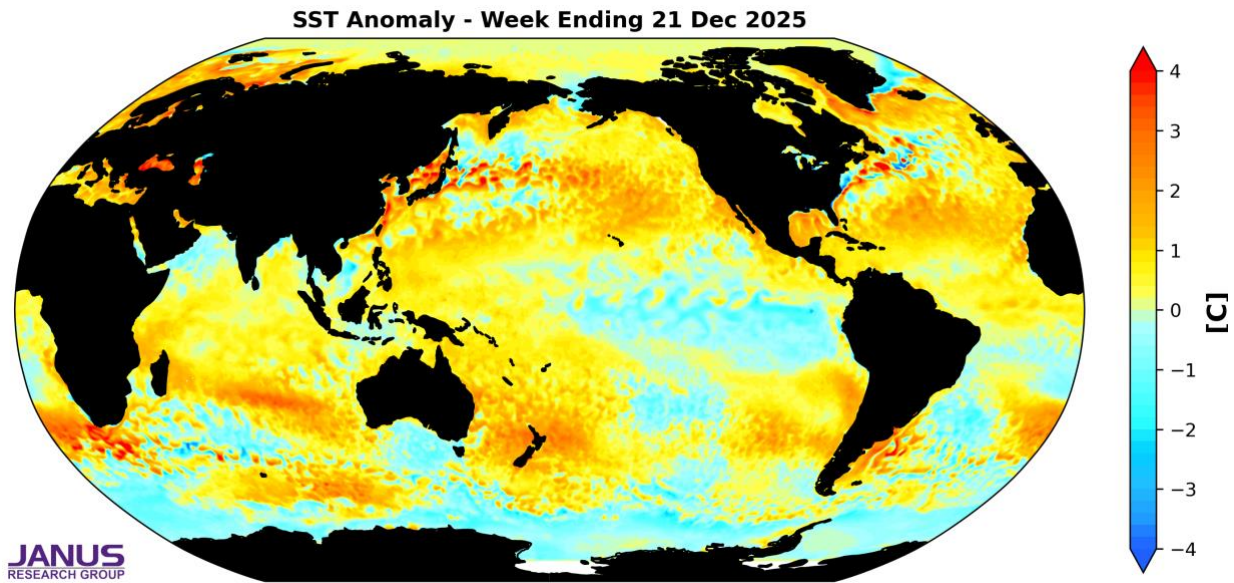 SST Anomaly - Week Ending 21 Dec 2025
4
3
2
1
0
−1
−2
−3
−4
[C]
JANUS
RESEARCH GROUP